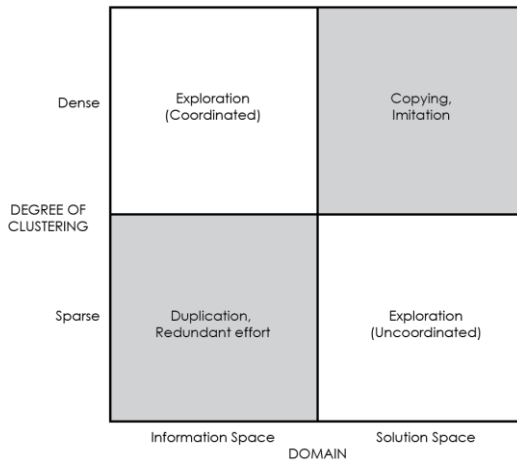 Dense
Exploration
(Coordinated)
Copying,
Imitation
DEGREE OF
CLUSTERING
Sparse
Duplication,
Redundant effort
Exploration
(Uncoordinated)
Information Space
Solution Space
DOMAIN